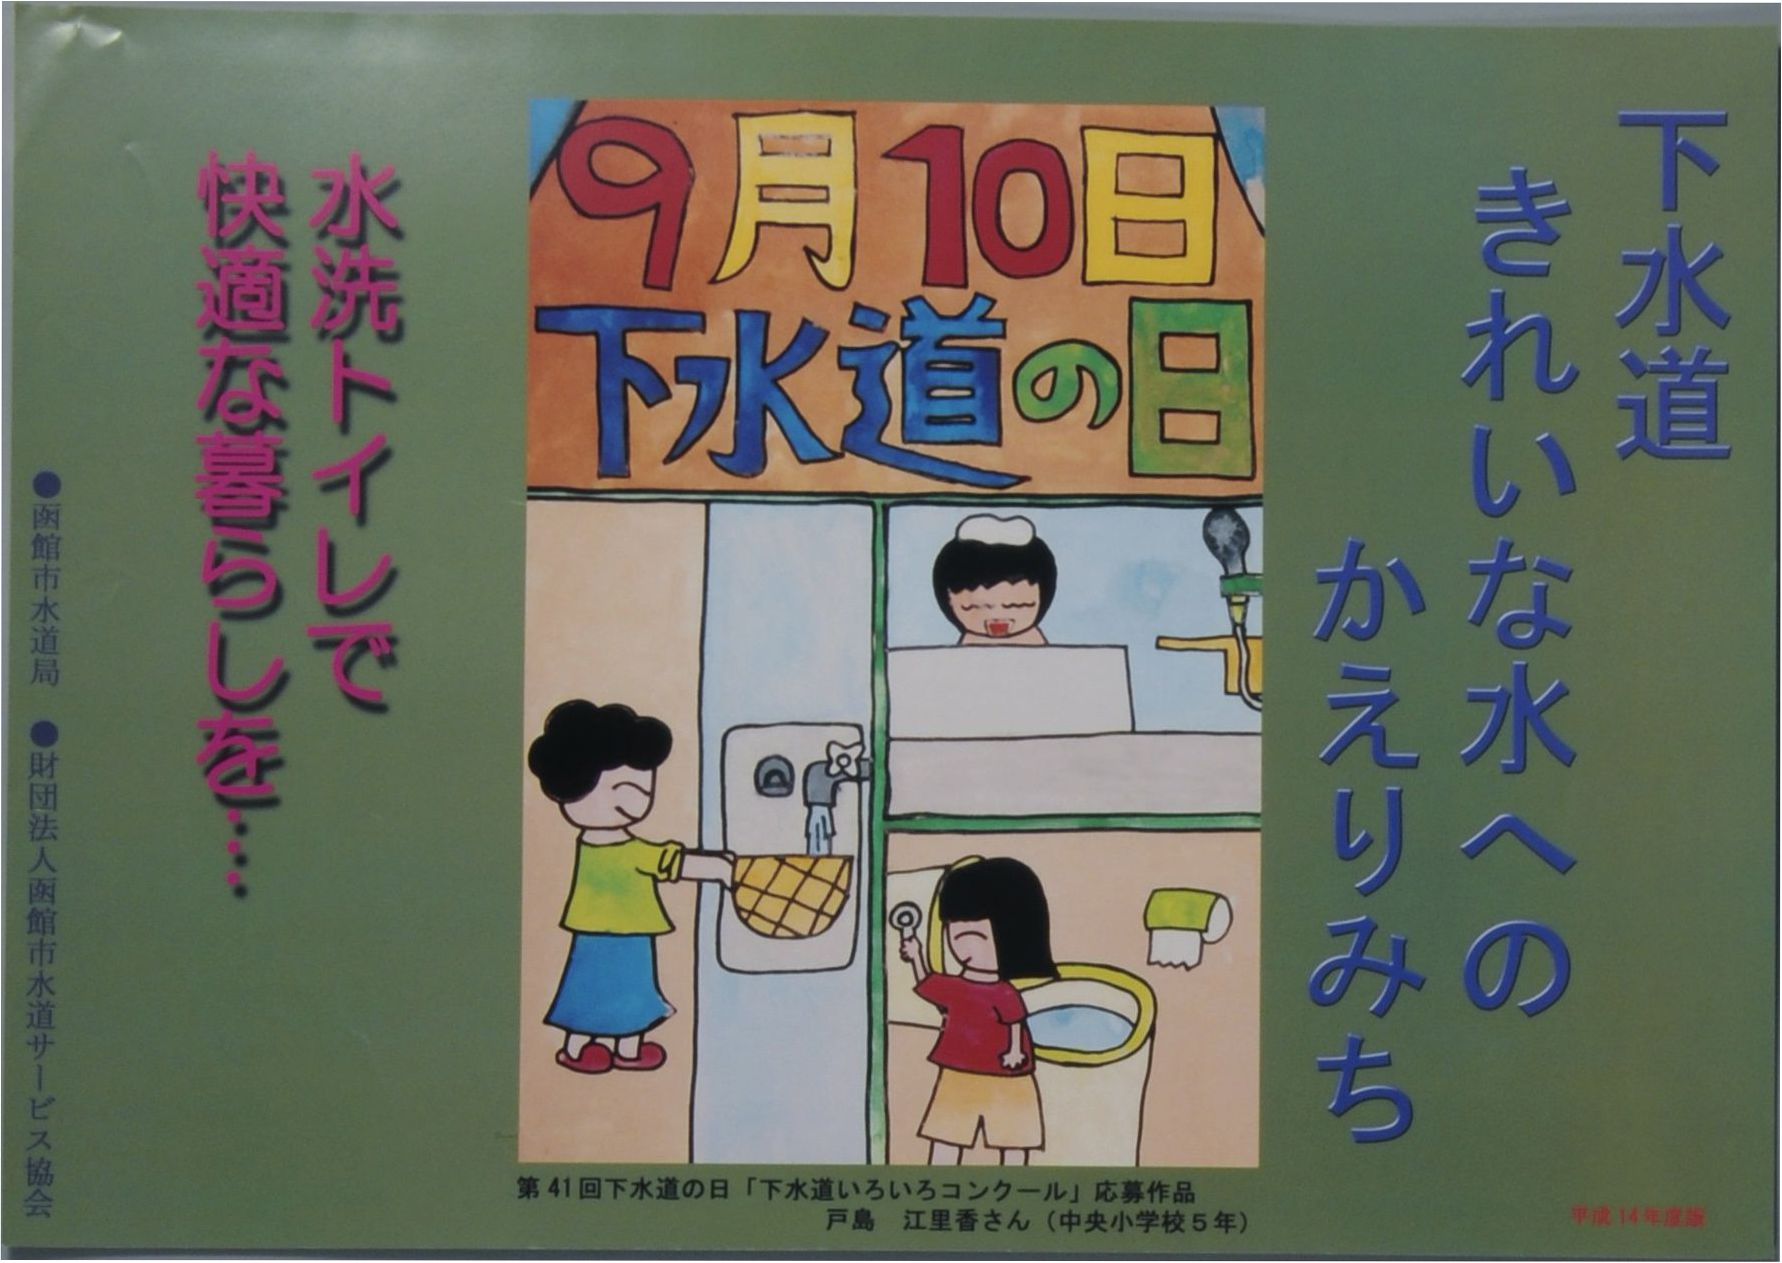 下水道
きれいな水への
かえりみち
9月10日
下水道の日
水洗トイレで
快適な暮らしを…
●函館市水道局 ●財団法人函館市水道サービス協会
第41回下水道の日「下水道いろいろコンクール」応募作品
戸島 江里香さん(中央小学校5年)
平成14年度版